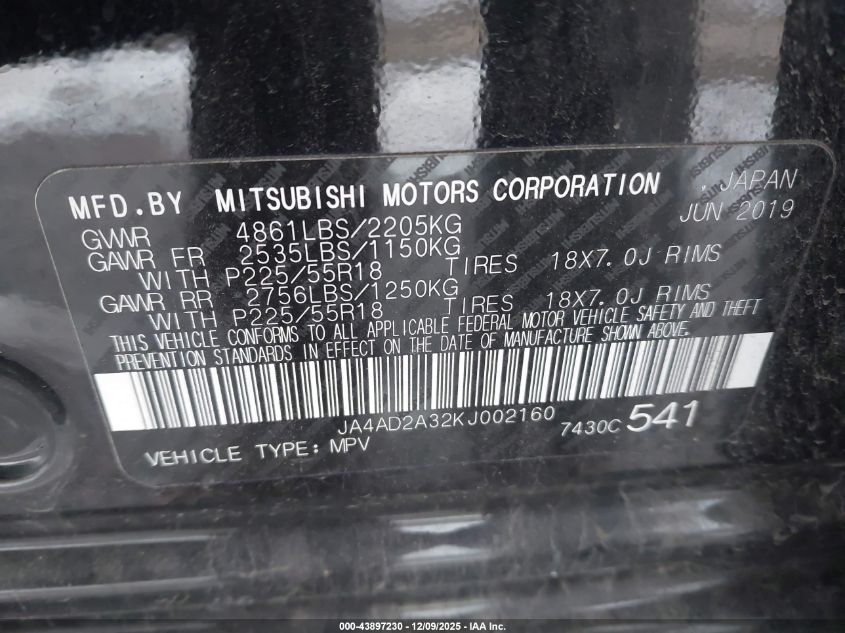 MFD.BY MITSUBISHI MOTORS CORPORATION , JAPAN
JUN 2019
GVWR 4861LBS/2205KG
GAWR FR 2535LBS/1150KG
WITH P225/55R18 TIRES 18X7.0J RIMS
GAWR RR 2756LBS/1250KG
WITH P225/55R18 TIRES 18X7.0J RIMS
THIS VEHICLE CONFORMS TO ALL APPLICABLE FEDERAL MOTOR VEHICLE SAFETY AND THEFT
PREVENTION STANDARDS IN EFFECT ON THE DATE OF MANUFACTURE SHOWN ABOVE.
JA4AD2A32KJ002160 7430C 541
VEHICLE TYPE: MPV
000-43897230 - 12/09/2025 - IAA Inc.